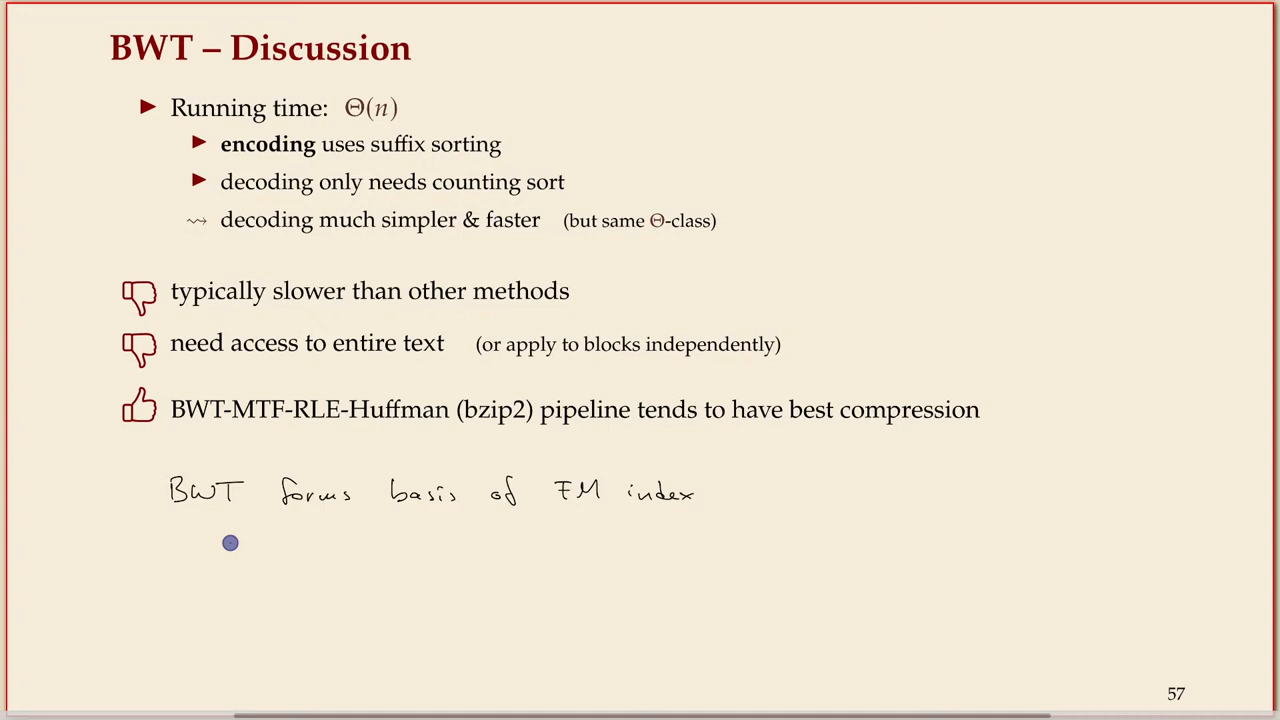 BWT – Discussion
▶ Running time: Θ(n)
▶ encoding uses suffix sorting
▶ decoding only needs counting sort
⇝ decoding much simpler & faster (but same Θ-class)
typically slower than other methods
need access to entire text (or apply to blocks independently)
BWT-MTF-RLE-Huffman (bzip2) pipeline tends to have best compression
BWT forms basis of FM index
57